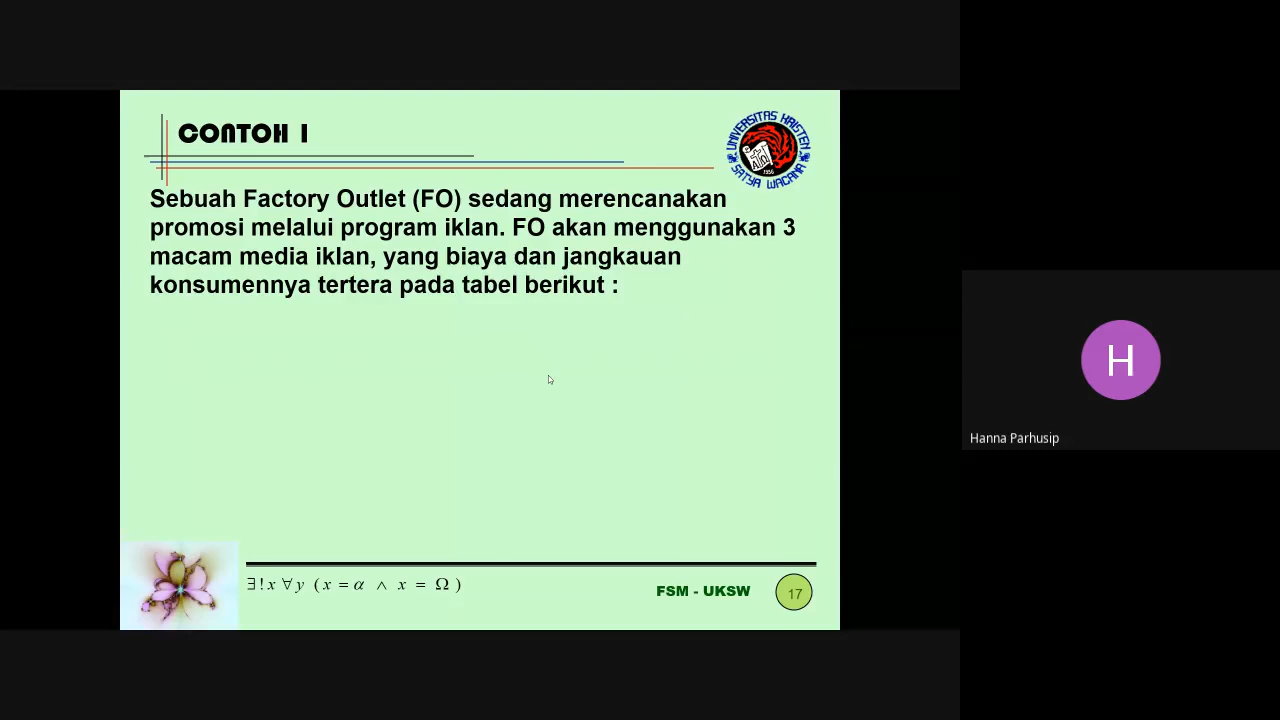 CONTOH 1
UNIVERSITAS KRISTEN
SATYA WACANA
1956
Sebuah Factory Outlet (FO) sedang merencanakan
promosi melalui program iklan. FO akan menggunakan 3
macam media iklan, yang biaya dan jangkauan
konsumennya tertera pada tabel berikut :
H
Hanna Parhusip
∃!x ∀y (x = α ∧ x = Ω)
FSM - UKSW
17